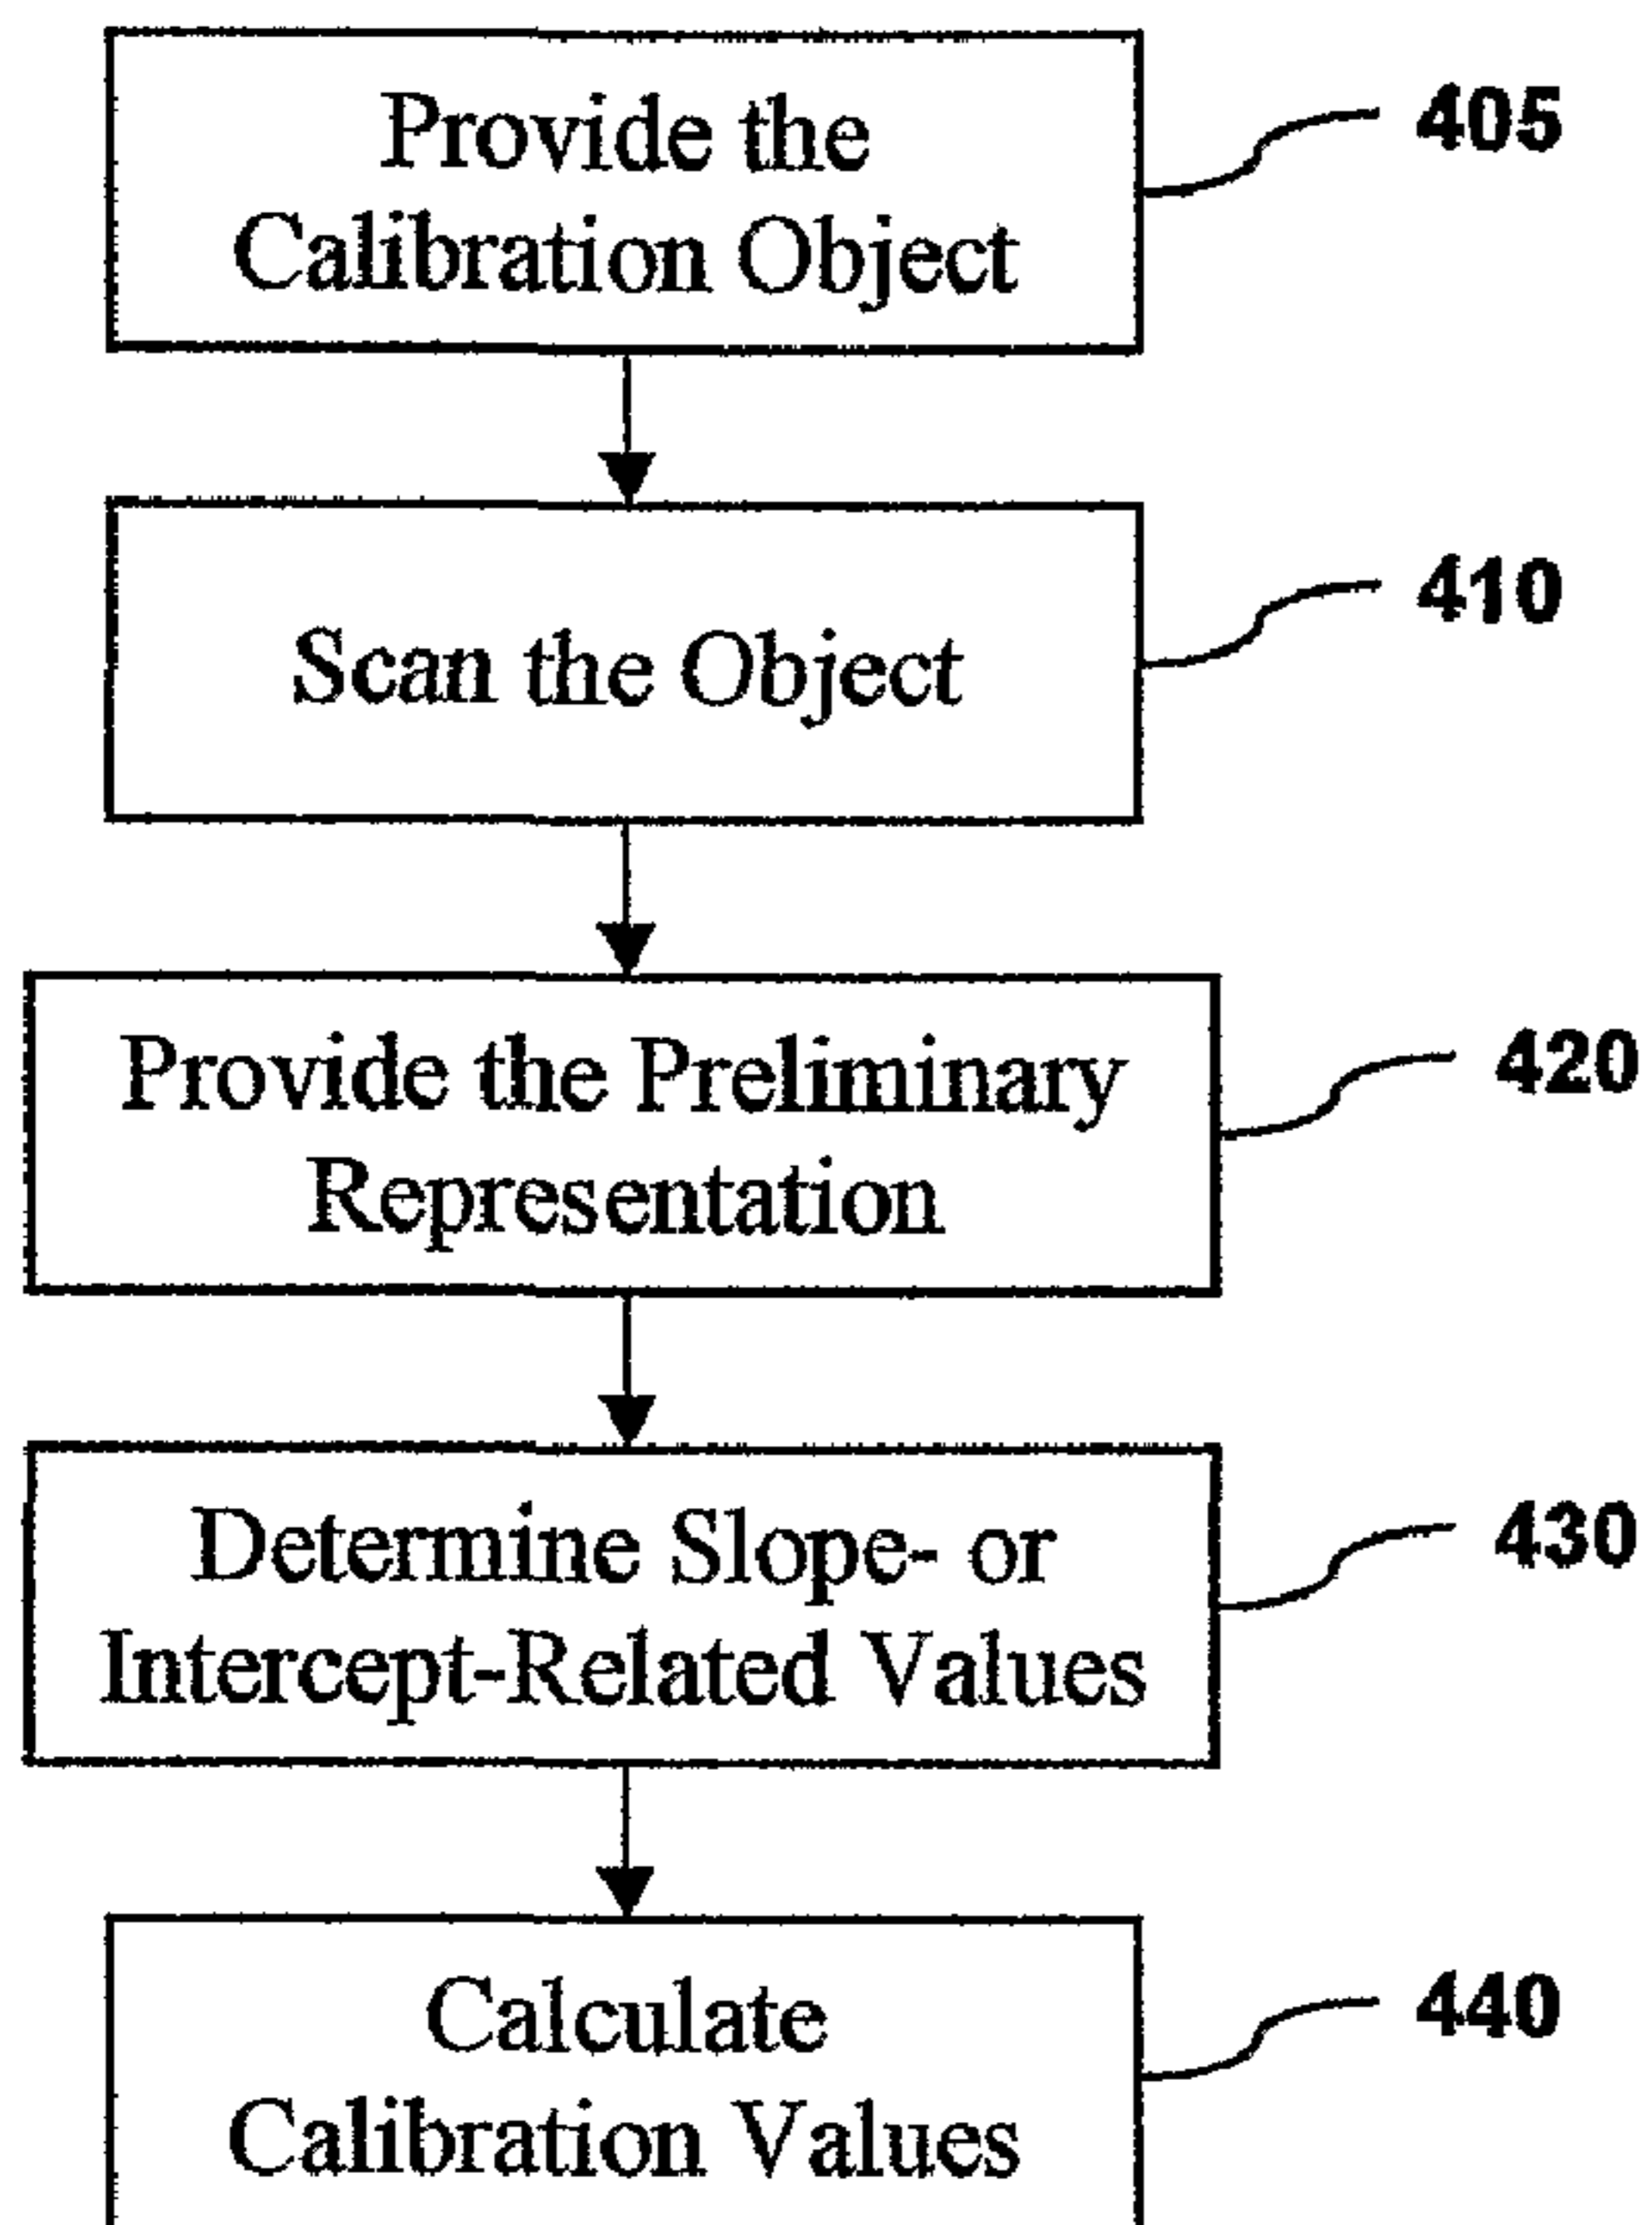 Provide the
Calibration Object
405
Scan the Object
410
Provide the Preliminary
Representation
420
Determine Slope- or
Intercept-Related Values
430
Calculate
Calibration Values
440